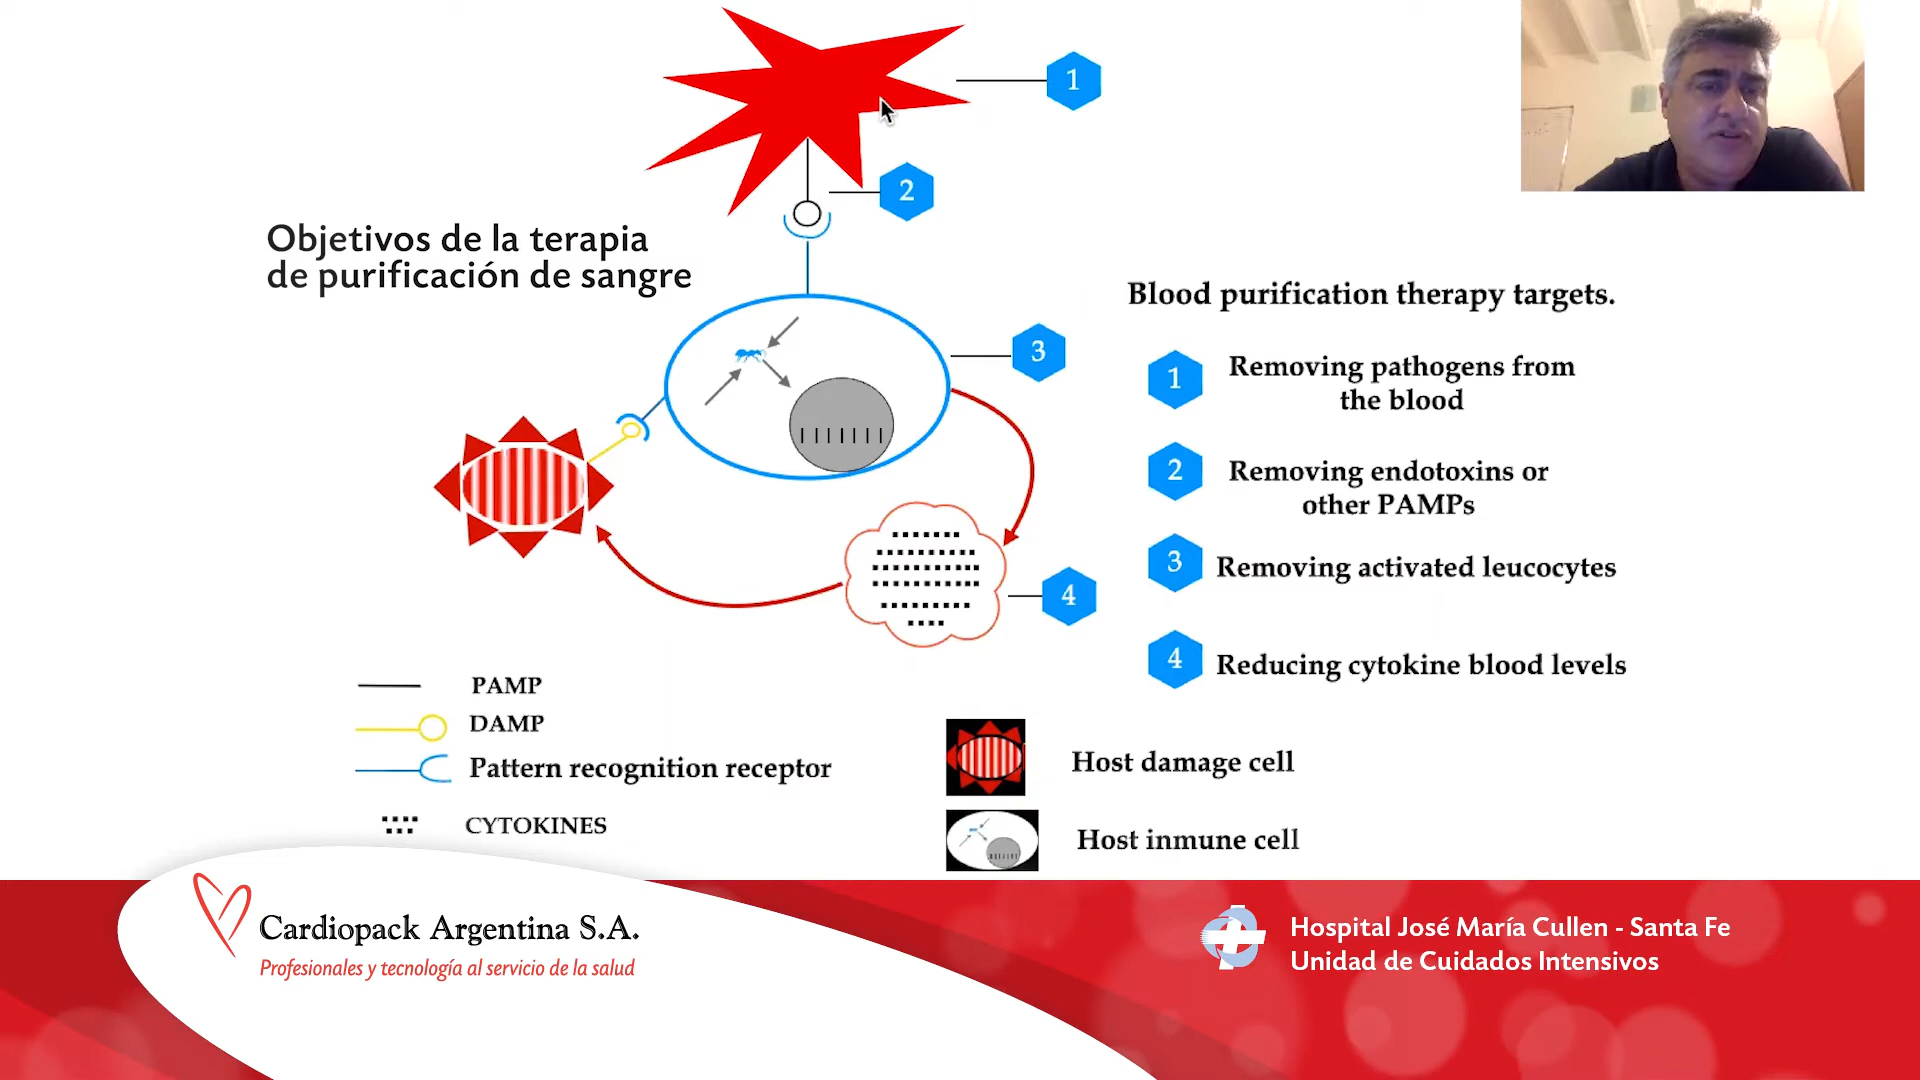 1
2
Objetivos de la terapia
de purificación de sangre
3
4
Blood purification therapy targets.
1 Removing pathogens from
the blood
2 Removing endotoxins or
other PAMPs
3 Removing activated leucocytes
4 Reducing cytokine blood levels
PAMP
DAMP
Pattern recognition receptor
CYTOKINES
Host damage cell
Host inmune cell
Cardiopack Argentina S.A.
Profesionales y tecnología al servicio de la salud
Hospital José María Cullen - Santa Fe
Unidad de Cuidados Intensivos